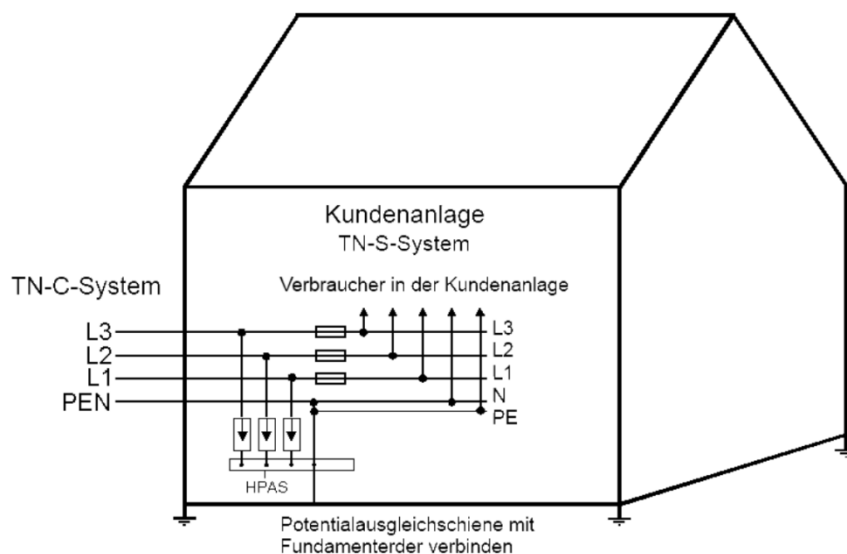 Kundenanlage
TN-S-System
TN-C-System
Verbraucher in der Kundenanlage
L3
L2
L1
PEN
L3
L2
L1
N
PE
HPAS
Potentialausgleichschiene mit
Fundamenterder verbinden